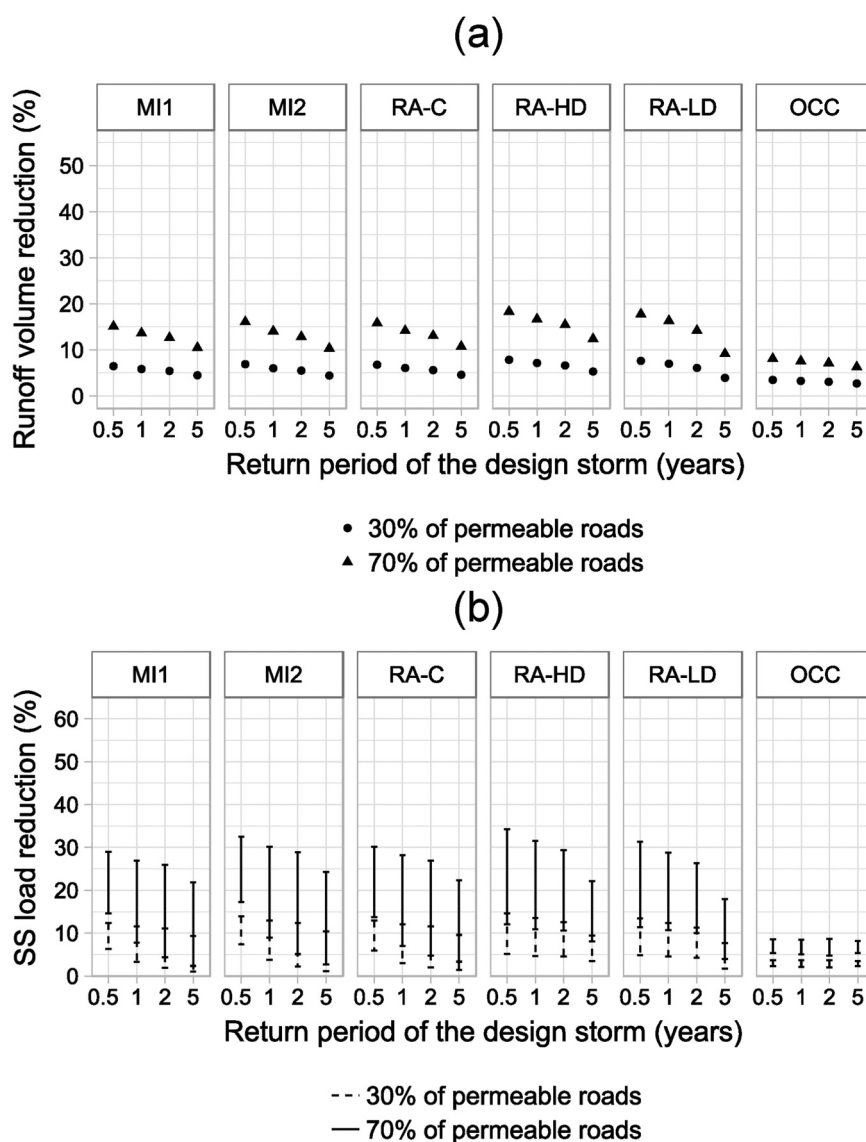 (a)
MI1 MI2 RA-C RA-HD RA-LD OCC
Runoff volume reduction (%)
50
40
30
20
10
0
0.5 1 2 5 0.5 1 2 5 0.5 1 2 5 0.5 1 2 5 0.5 1 2 5 0.5 1 2 5
Return period of the design storm (years)
30% of permeable roads
70% of permeable roads
(b)
MI1 MI2 RA-C RA-HD RA-LD OCC
SS load reduction (%)
60
50
40
30
20
10
0
0.5 1 2 5 0.5 1 2 5 0.5 1 2 5 0.5 1 2 5 0.5 1 2 5 0.5 1 2 5
Return period of the design storm (years)
30% of permeable roads
70% of permeable roads